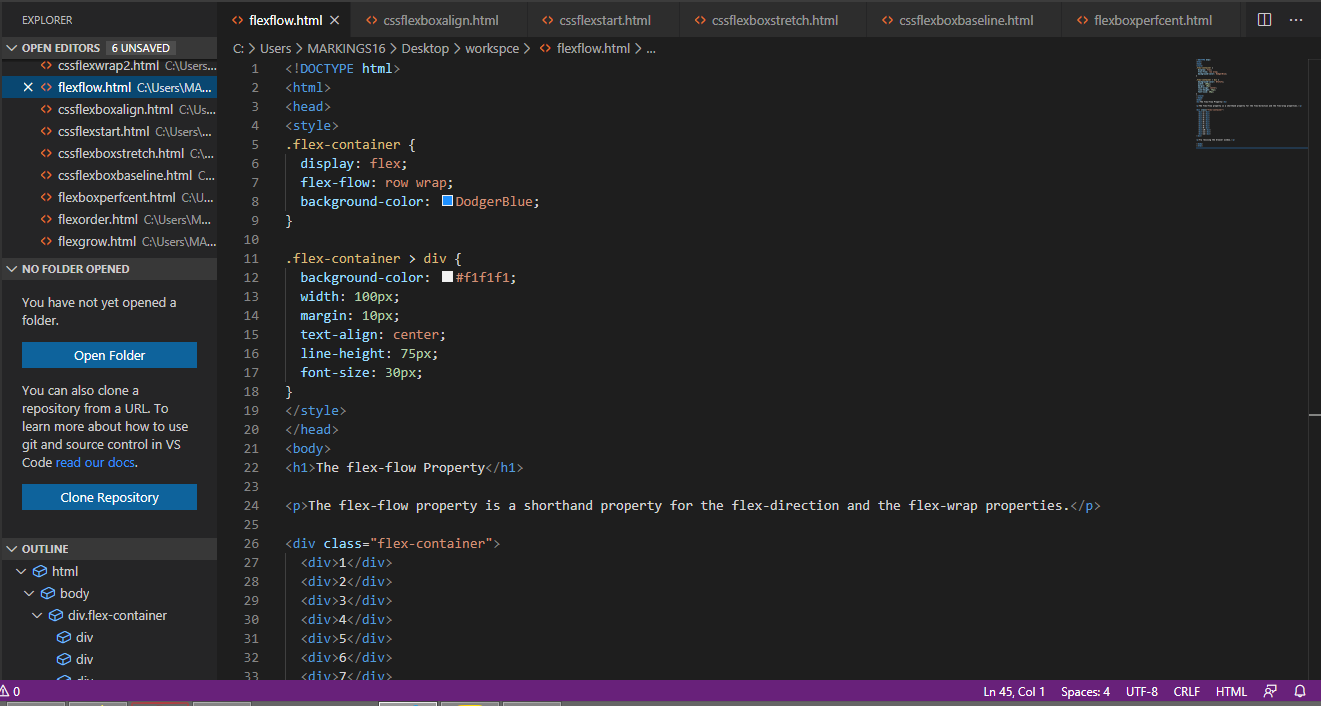 EXPLORER
OPEN EDITORS 6 UNSAVED
cssflexwrap2.html C:\Users...
flexflow.html C:\Users\MA...
cssflexboxalign.html C:\Us...
cssflexstart.html C:\Users\...
cssflexboxstretch.html C:\...
cssflexboxbaseline.html C...
flexboxperfcent.html C:\U...
flexorder.html C:\Users\M...
flexgrow.html C:\Users\MA...
NO FOLDER OPENED
You have not yet opened a
folder.
Open Folder
You can also clone a
repository from a URL. To
learn more about how to use
git and source control in VS
Code read our docs.
Clone Repository
OUTLINE
html
body
div.flex-container
div
div
div
flexflow.html cssflexboxalign.html cssflexstart.html cssflexboxstretch.html cssflexboxbaseline.html flexboxperfcent.html
C: > Users > MARKINGS16 > Desktop > workspce > flexflow.html > ...
1 <!DOCTYPE html>
2 <html>
3 <head>
4 <style>
5 .flex-container {
6 display: flex;
7 flex-flow: row wrap;
8 background-color: DodgerBlue;
9 }
10
11 .flex-container > div {
12 background-color: #f1f1f1;
13 width: 100px;
14 margin: 10px;
15 text-align: center;
16 line-height: 75px;
17 font-size: 30px;
18 }
19 </style>
20 </head>
21 <body>
22 <h1>The flex-flow Property</h1>
23
24 <p>The flex-flow property is a shorthand property for the flex-direction and the flex-wrap properties.</p>
25
26 <div class="flex-container">
27 <div>1</div>
28 <div>2</div>
29 <div>3</div>
30 <div>4</div>
31 <div>5</div>
32 <div>6</div>
33 <div>7</div>
0 Ln 45, Col 1 Spaces: 4 UTF-8 CRLF HTML